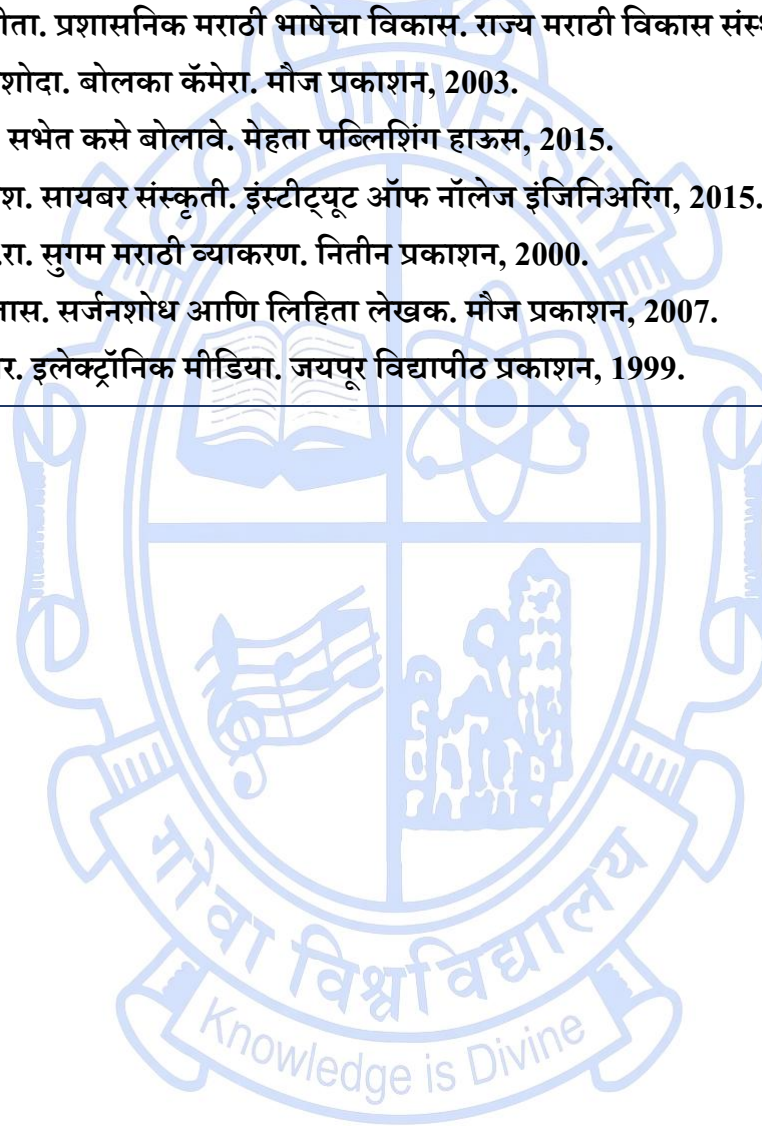 ीता. प्रशासनिक मराठी भाषेचा विकास. राज्य मराठी विकास संस्
शोदा. बोलका कॅमेरा. मौज प्रकाशन, 2003.
सभेत कसे बोलावे. मेहता पब्लिशिंग हाऊस, 2015.
श. सायबर संस्कृती. इंस्टीट्यूट ऑफ नॉलेज इंजिनिअरिंग, 2015.
.रा. सुगम मराठी व्याकरण. नितीन प्रकाशन, 2000.
ास. सर्जनशोध आणि लिहिता लेखक. मौज प्रकाशन, 2007.
र. इलेक्ट्रॉनिक मीडिया. जयपूर विद्यापीठ प्रकाशन, 1999.
GOA UNIVERSITY
गोंवा विश्वविद्यालय
Knowledge is Divine